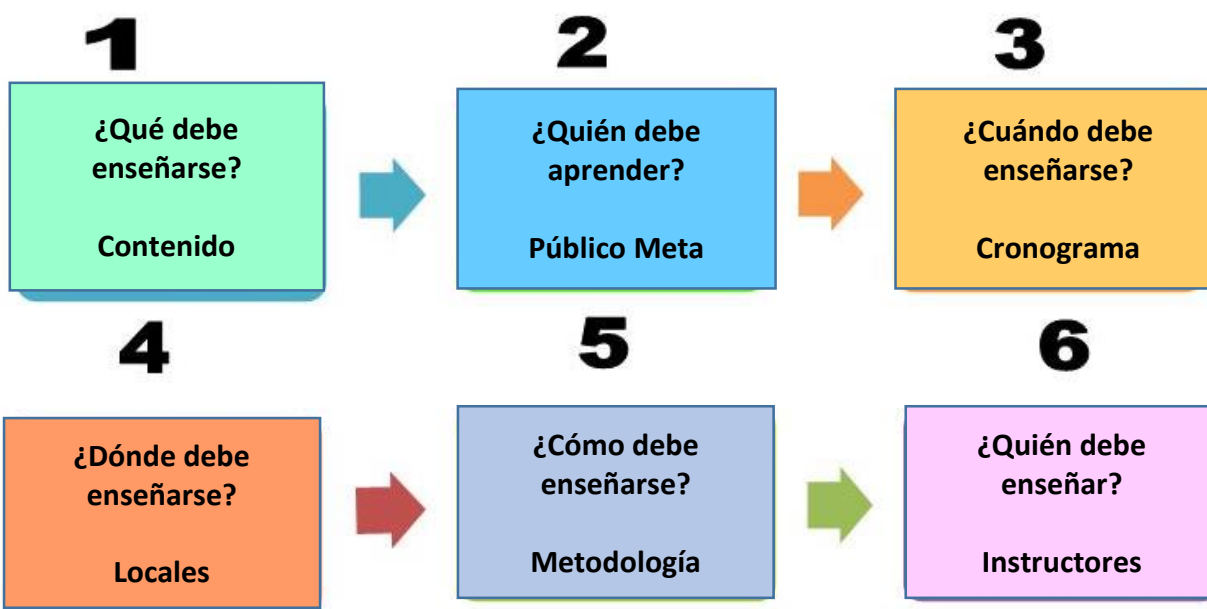 1
¿Qué debe
enseñarse?
Contenido
2
¿Quién debe
aprender?
Público Meta
3
¿Cuándo debe
enseñarse?
Cronograma
4
¿Dónde debe
enseñarse?
Locales
5
¿Cómo debe
enseñarse?
Metodología
6
¿Quién debe
enseñar?
Instructores